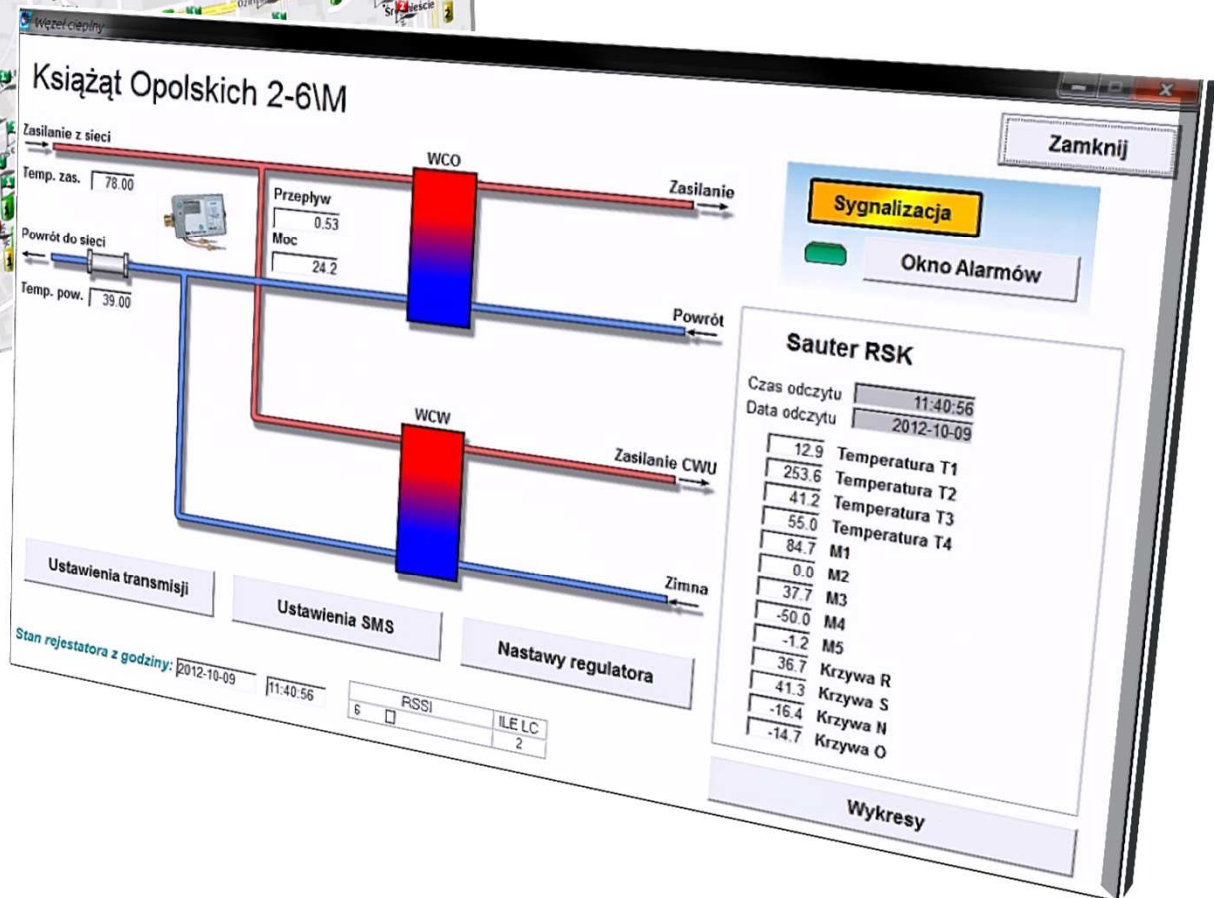 Węzeł cieplny
Książąt Opolskich 2-6\M
Zamknij
Zasilanie z sieci
Temp. zas. 78.00
Przepływ
0.53
Moc
24.2
WCO
Zasilanie
Powrót do sieci
Temp. pow. 39.00
Powrót
WCW
Zasilanie CWU
Zimna
Sygnalizacja
Okno Alarmów
Sauter RSK
Czas odczytu 11:40:56
Data odczytu 2012-10-09
12.9 Temperatura T1
253.6 Temperatura T2
41.2 Temperatura T3
55.0 Temperatura T4
84.7 M1
0.0 M2
37.7 M3
-50.0 M4
-1.2 M5
36.7 Krzywa R
41.3 Krzywa S
-16.4 Krzywa N
-14.7 Krzywa O
Wykresy
Ustawienia transmisji
Ustawienia SMS
Nastawy regulatora
Stan rejestatora z godziny: 2012-10-09 11:40:56
RSSI ILE LC
6 2